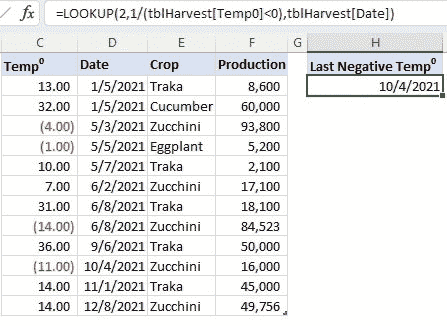 fx =LOOKUP(2,1/(tblHarvest[Temp0]<0),tblHarvest[Date])
C D E F G H
Temp⁰ Date Crop Production Last Negative Temp⁰
13.00 1/5/2021 Traka 8,600 10/4/2021
32.00 1/5/2021 Cucumber 60,000
(4.00) 5/3/2021 Zucchini 93,800
(1.00) 5/5/2021 Eggplant 5,200
10.00 5/7/2021 Traka 2,100
7.00 6/2/2021 Zucchini 17,100
31.00 6/8/2021 Traka 18,100
(14.00) 6/8/2021 Zucchini 84,523
36.00 9/6/2021 Traka 50,000
(11.00) 10/4/2021 Zucchini 16,000
14.00 11/1/2021 Traka 45,000
14.00 12/8/2021 Zucchini 49,756